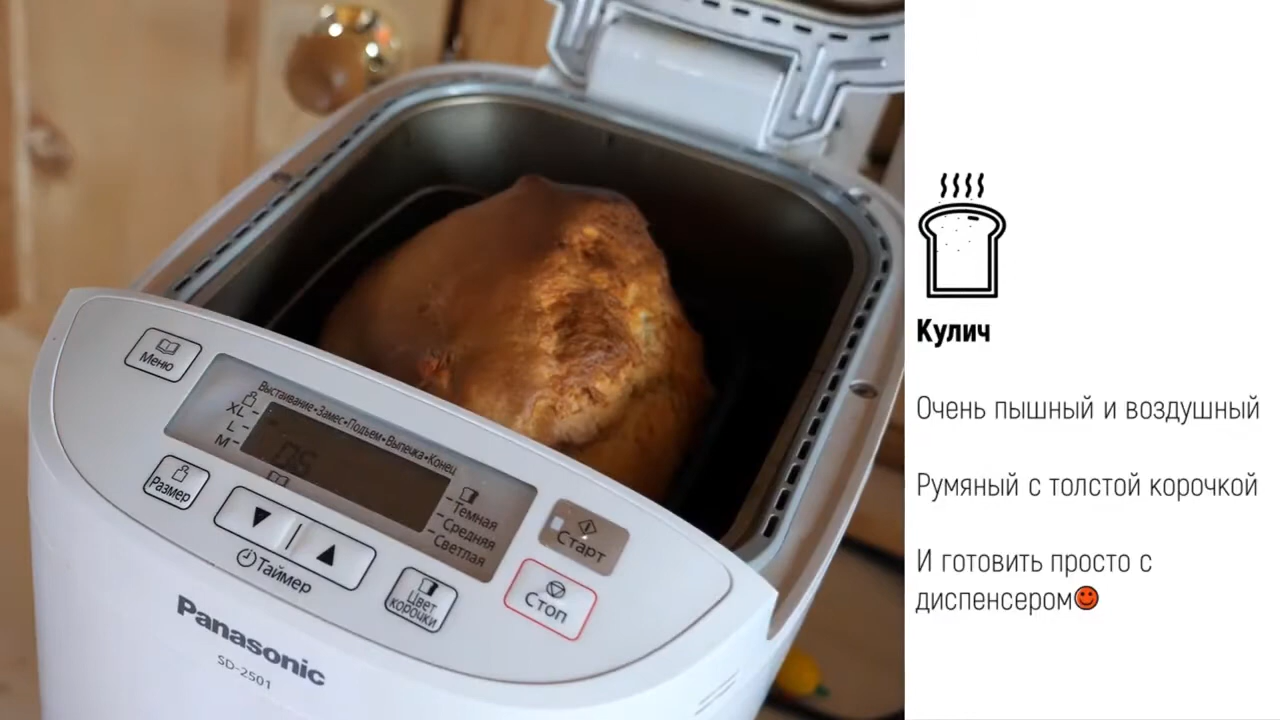 Меню
Выстаивание•Замес•Подъем•Выпечка•Конец
XL
L
M
05
Размер
Таймер
Темная
Средняя
Светлая
Цвет
корочки
Старт
Стоп
Panasonic
SD-2501
Кулич
Очень пышный и воздушный
Румяный с толстой корочкой
И готовить просто с
диспенсером